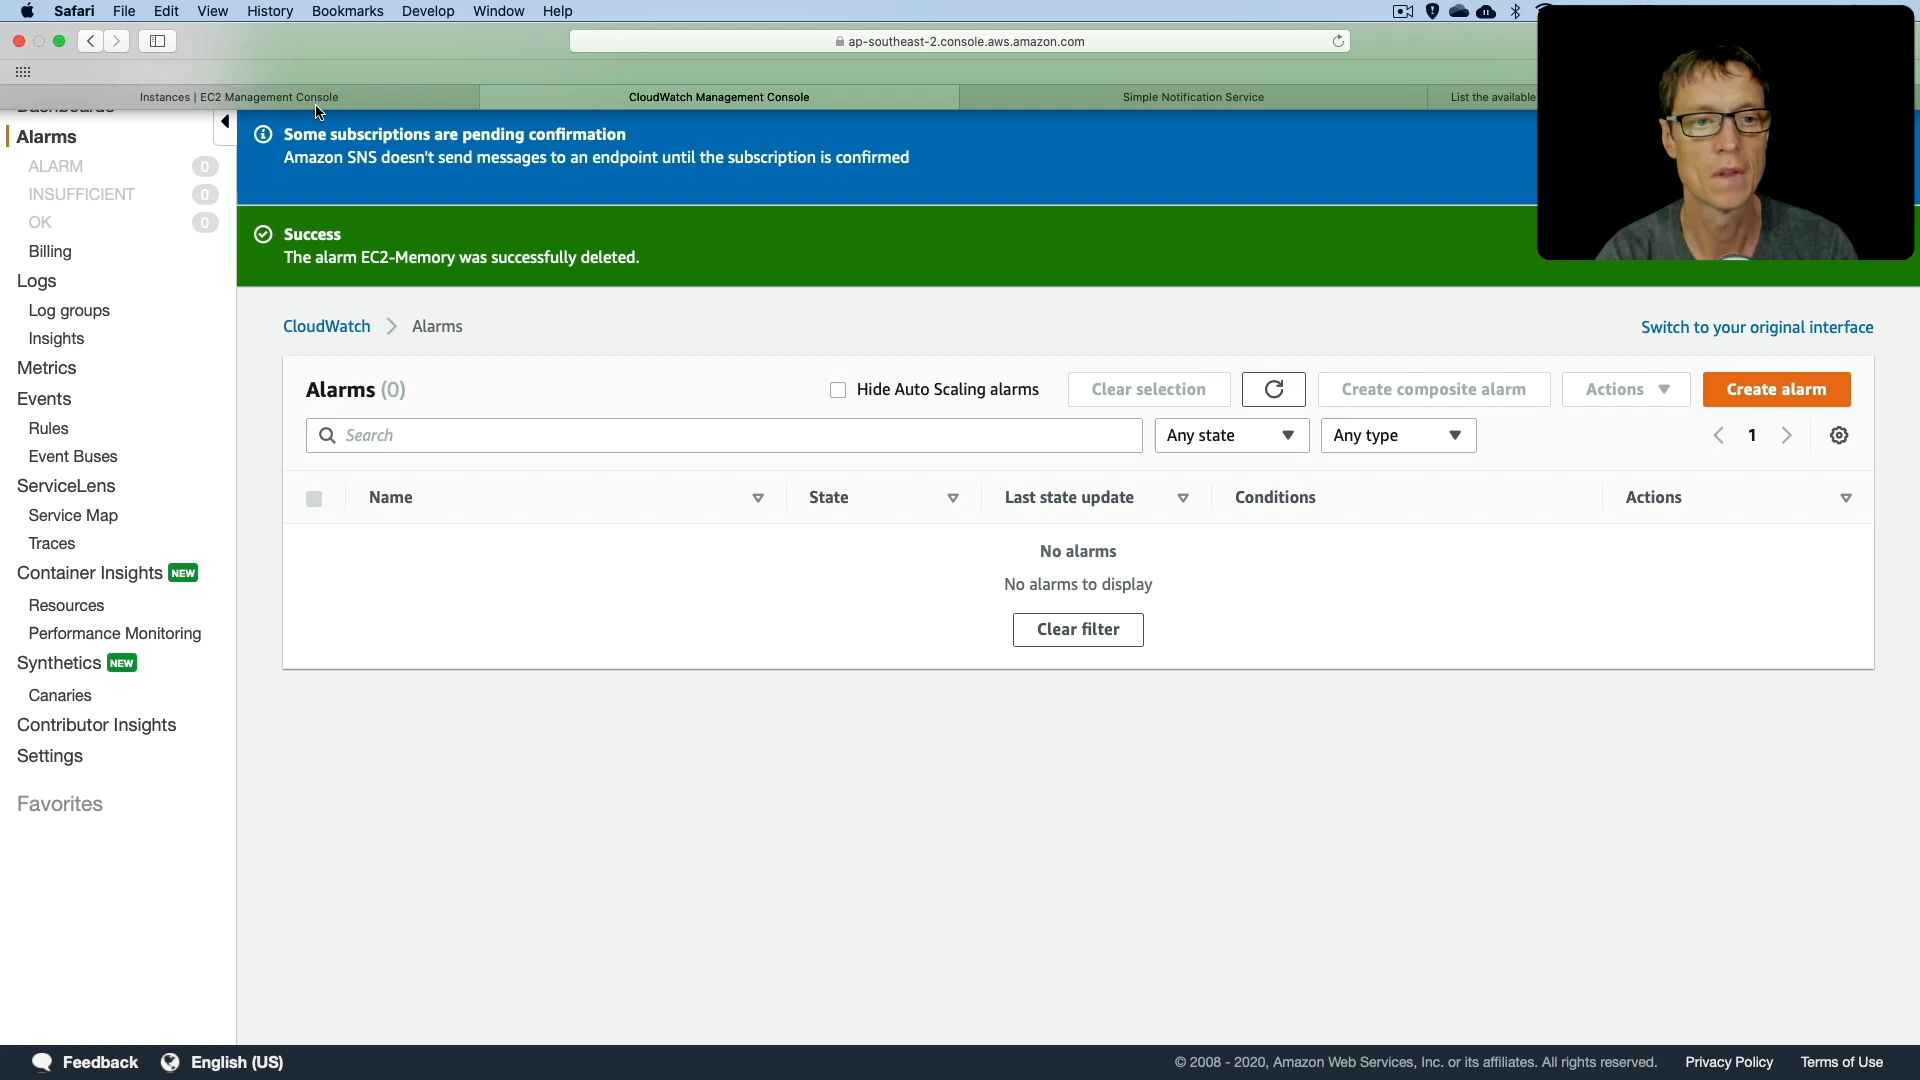 Safari File Edit View History Bookmarks Develop Window Help
ap-southeast-2.console.aws.amazon.com
Instances | EC2 Management Console
CloudWatch Management Console
Simple Notification Service
List the available
Alarms
ALARM 0
INSUFFICIENT 0
OK 0
Billing
Logs
Log groups
Insights
Metrics
Events
Rules
Event Buses
ServiceLens
Service Map
Traces
Container Insights NEW
Resources
Performance Monitoring
Synthetics NEW
Canaries
Contributor Insights
Settings
Favorites
Some subscriptions are pending confirmation
Amazon SNS doesn't send messages to an endpoint until the subscription is confirmed
Success
The alarm EC2-Memory was successfully deleted.
CloudWatch Alarms
Switch to your original interface
Alarms (0)
Hide Auto Scaling alarms
Clear selection
Create composite alarm
Actions
Create alarm
Search
Any state
Any type
1
Name State Last state update Conditions Actions
No alarms
No alarms to display
Clear filter
Feedback English (US)
© 2008 - 2020, Amazon Web Services, Inc. or its affiliates. All rights reserved. Privacy Policy Terms of Use